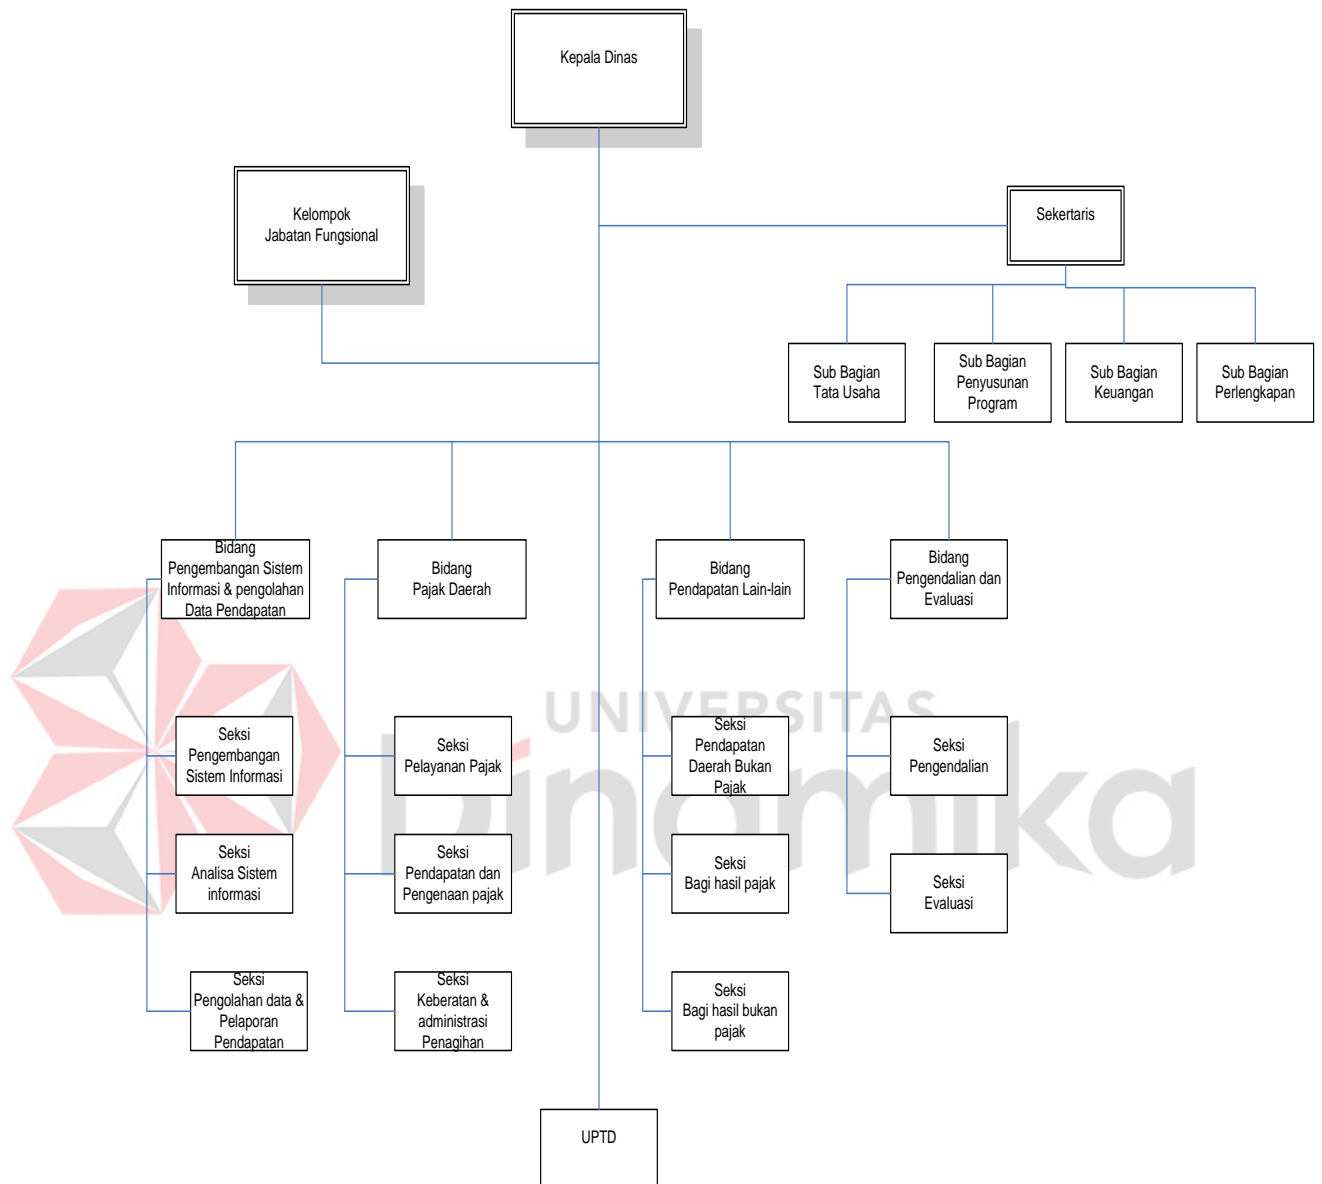 Kepala Dinas
Kelompok
Jabatan Fungsional
Sekertaris
Sub Bagian
Tata Usaha
Sub Bagian
Penyusunan
Program
Sub Bagian
Keuangan
Sub Bagian
Perlengkapan
Bidang
Pengembangan Sistem
Informasi & pengolahan
Data Pendapatan
Bidang
Pajak Daerah
Bidang
Pendapatan Lain-lain
Bidang
Pengendalian dan
Evaluasi
UNIVERSITAS
Dinamika
Seksi
Pengembangan
Sistem Informasi
Seksi
Pelayanan Pajak
Seksi
Pendapatan
Daerah Bukan
Pajak
Seksi
Pengendalian
Seksi
Analisa Sistem
informasi
Seksi
Pendapatan dan
Pengenaan pajak
Seksi
Bagi hasil pajak
Seksi
Evaluasi
Seksi
Pengolahan data &
Pelaporan
Pendapatan
Seksi
Keberatan &
administrasi
Penagihan
Seksi
Bagi hasil bukan
pajak
UPTD